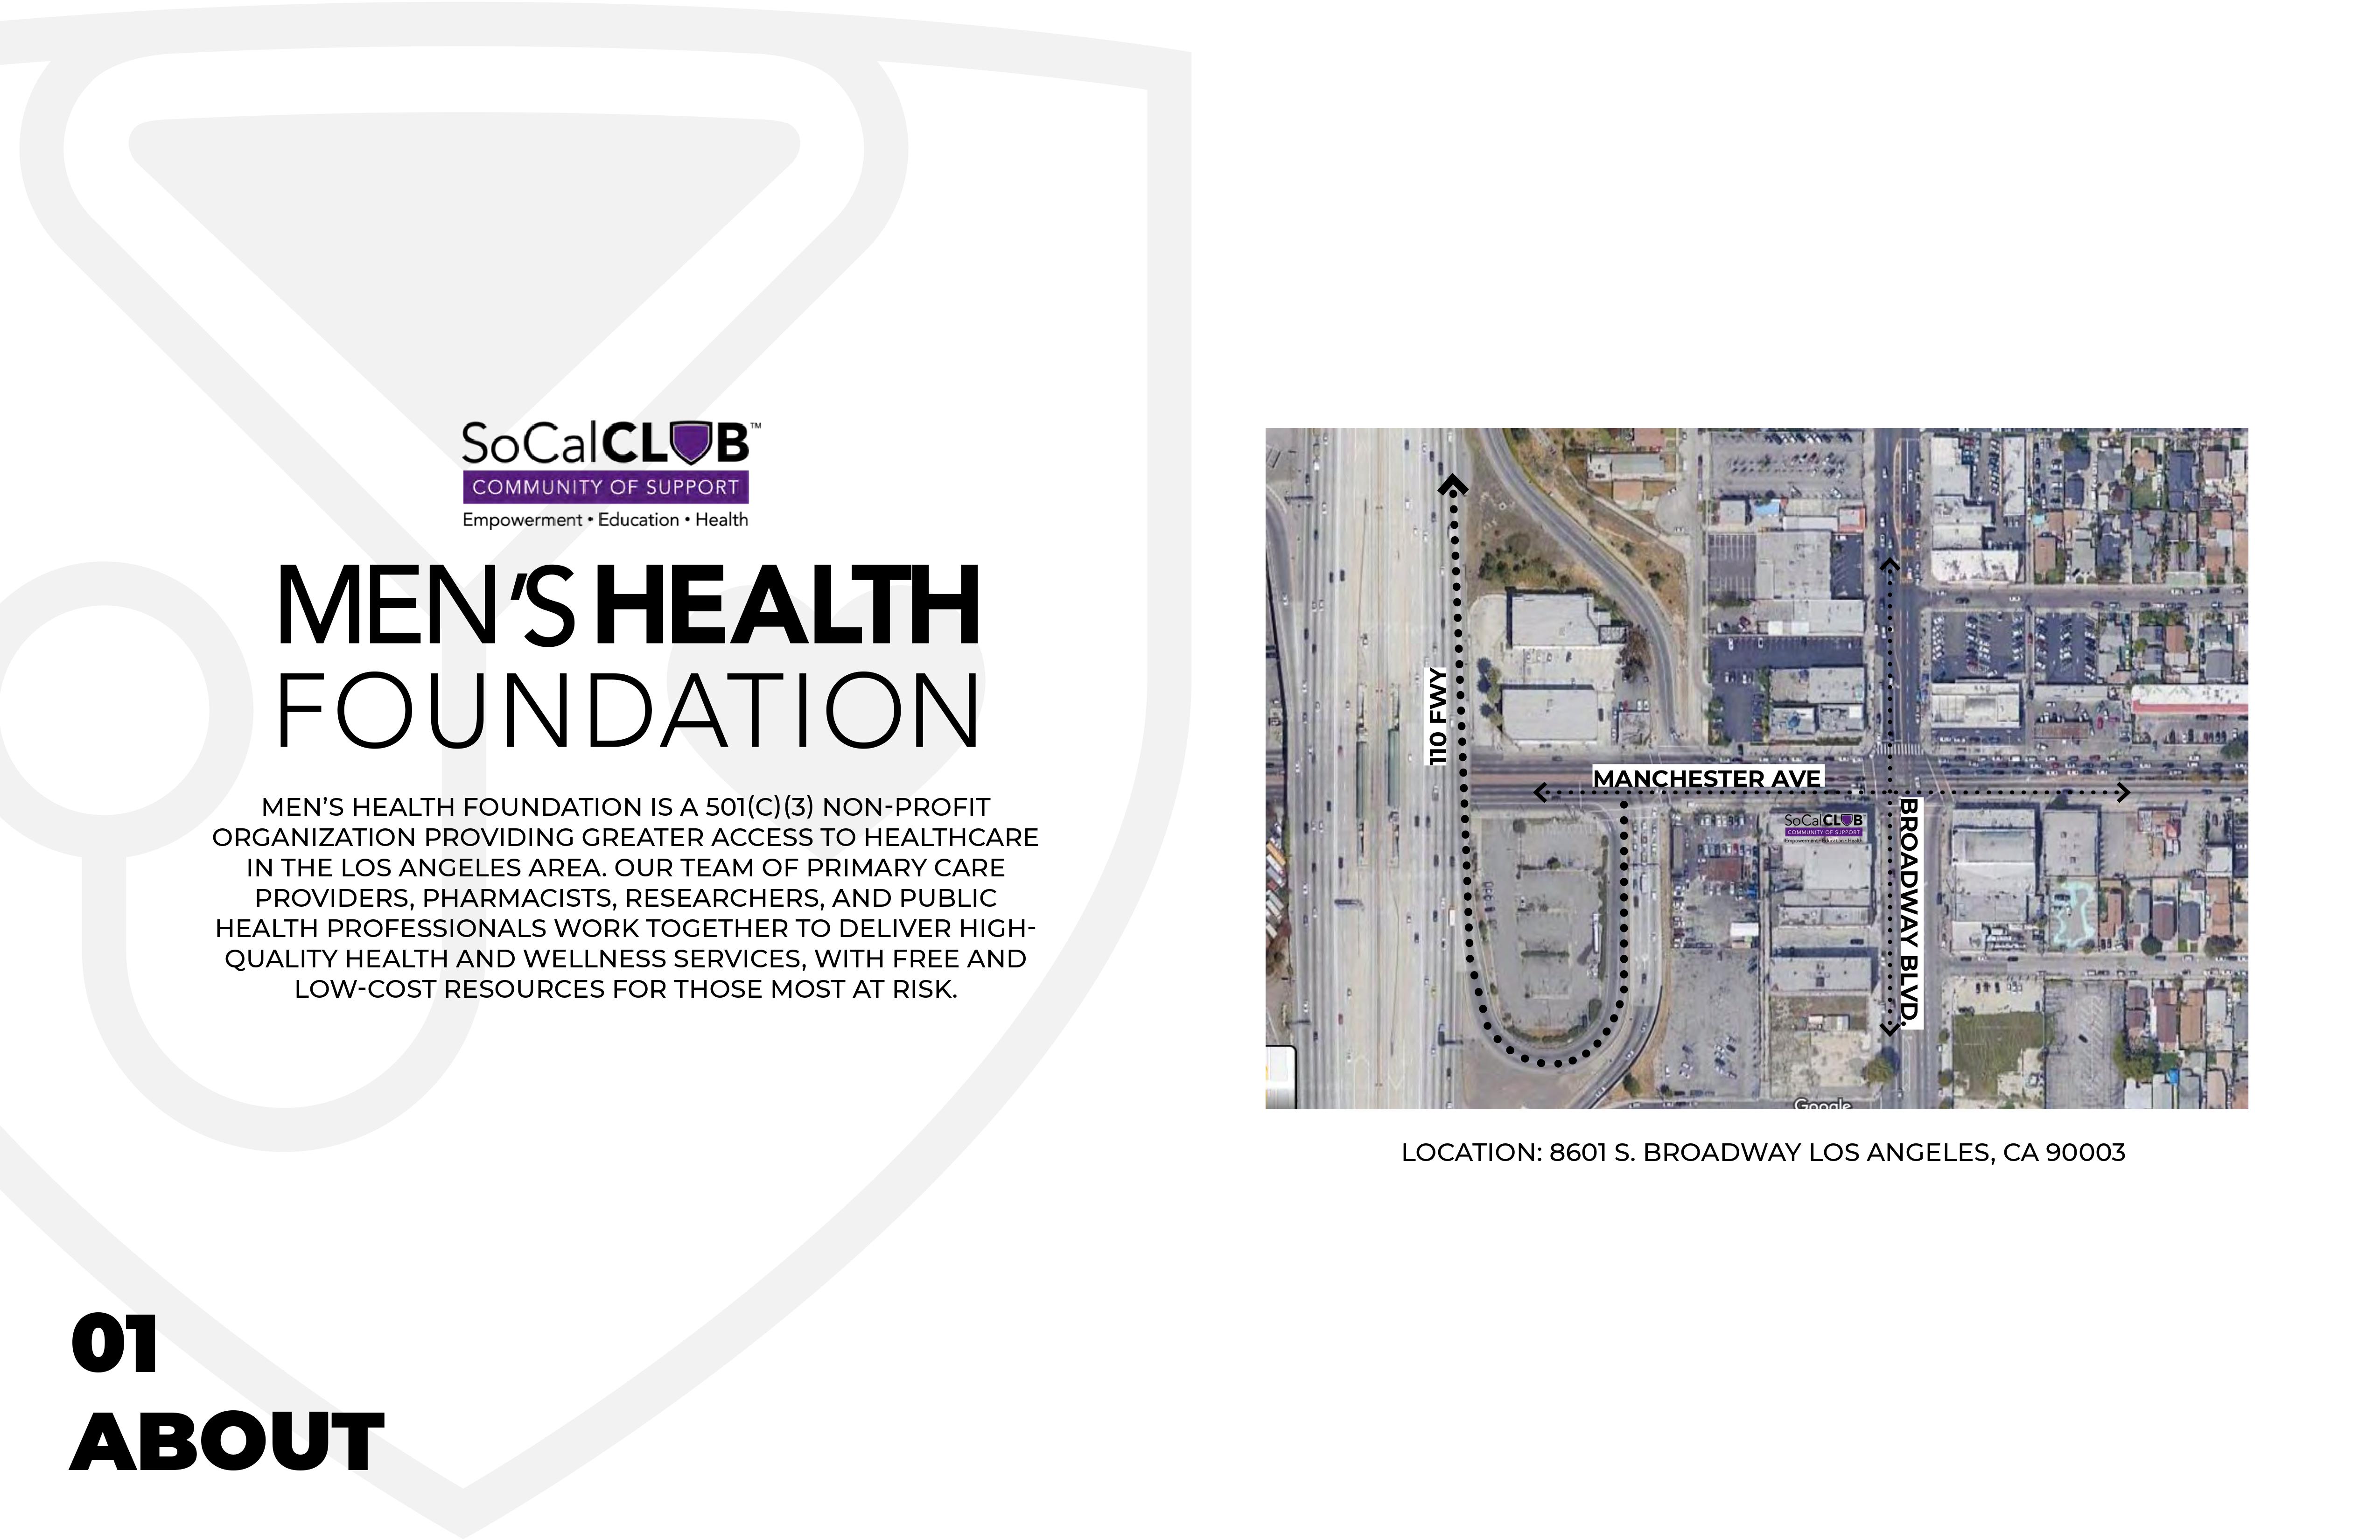 SoCalCLUB™
COMMUNITY OF SUPPORT
Empowerment • Education • Health
MEN'S HEALTH
FOUNDATION
MEN'S HEALTH FOUNDATION IS A 501(C)(3) NON-PROFIT
ORGANIZATION PROVIDING GREATER ACCESS TO HEALTHCARE
IN THE LOS ANGELES AREA. OUR TEAM OF PRIMARY CARE
PROVIDERS, PHARMACISTS, RESEARCHERS, AND PUBLIC
HEALTH PROFESSIONALS WORK TOGETHER TO DELIVER HIGH-
QUALITY HEALTH AND WELLNESS SERVICES, WITH FREE AND
LOW-COST RESOURCES FOR THOSE MOST AT RISK.
01
ABOUT
110 FWY
MANCHESTER AVE
SoCalCLUB
COMMUNITY OF SUPPORT
Empowerment • Education • Health
BROADWAY BLVD.
Google
LOCATION: 8601 S. BROADWAY LOS ANGELES, CA 90003